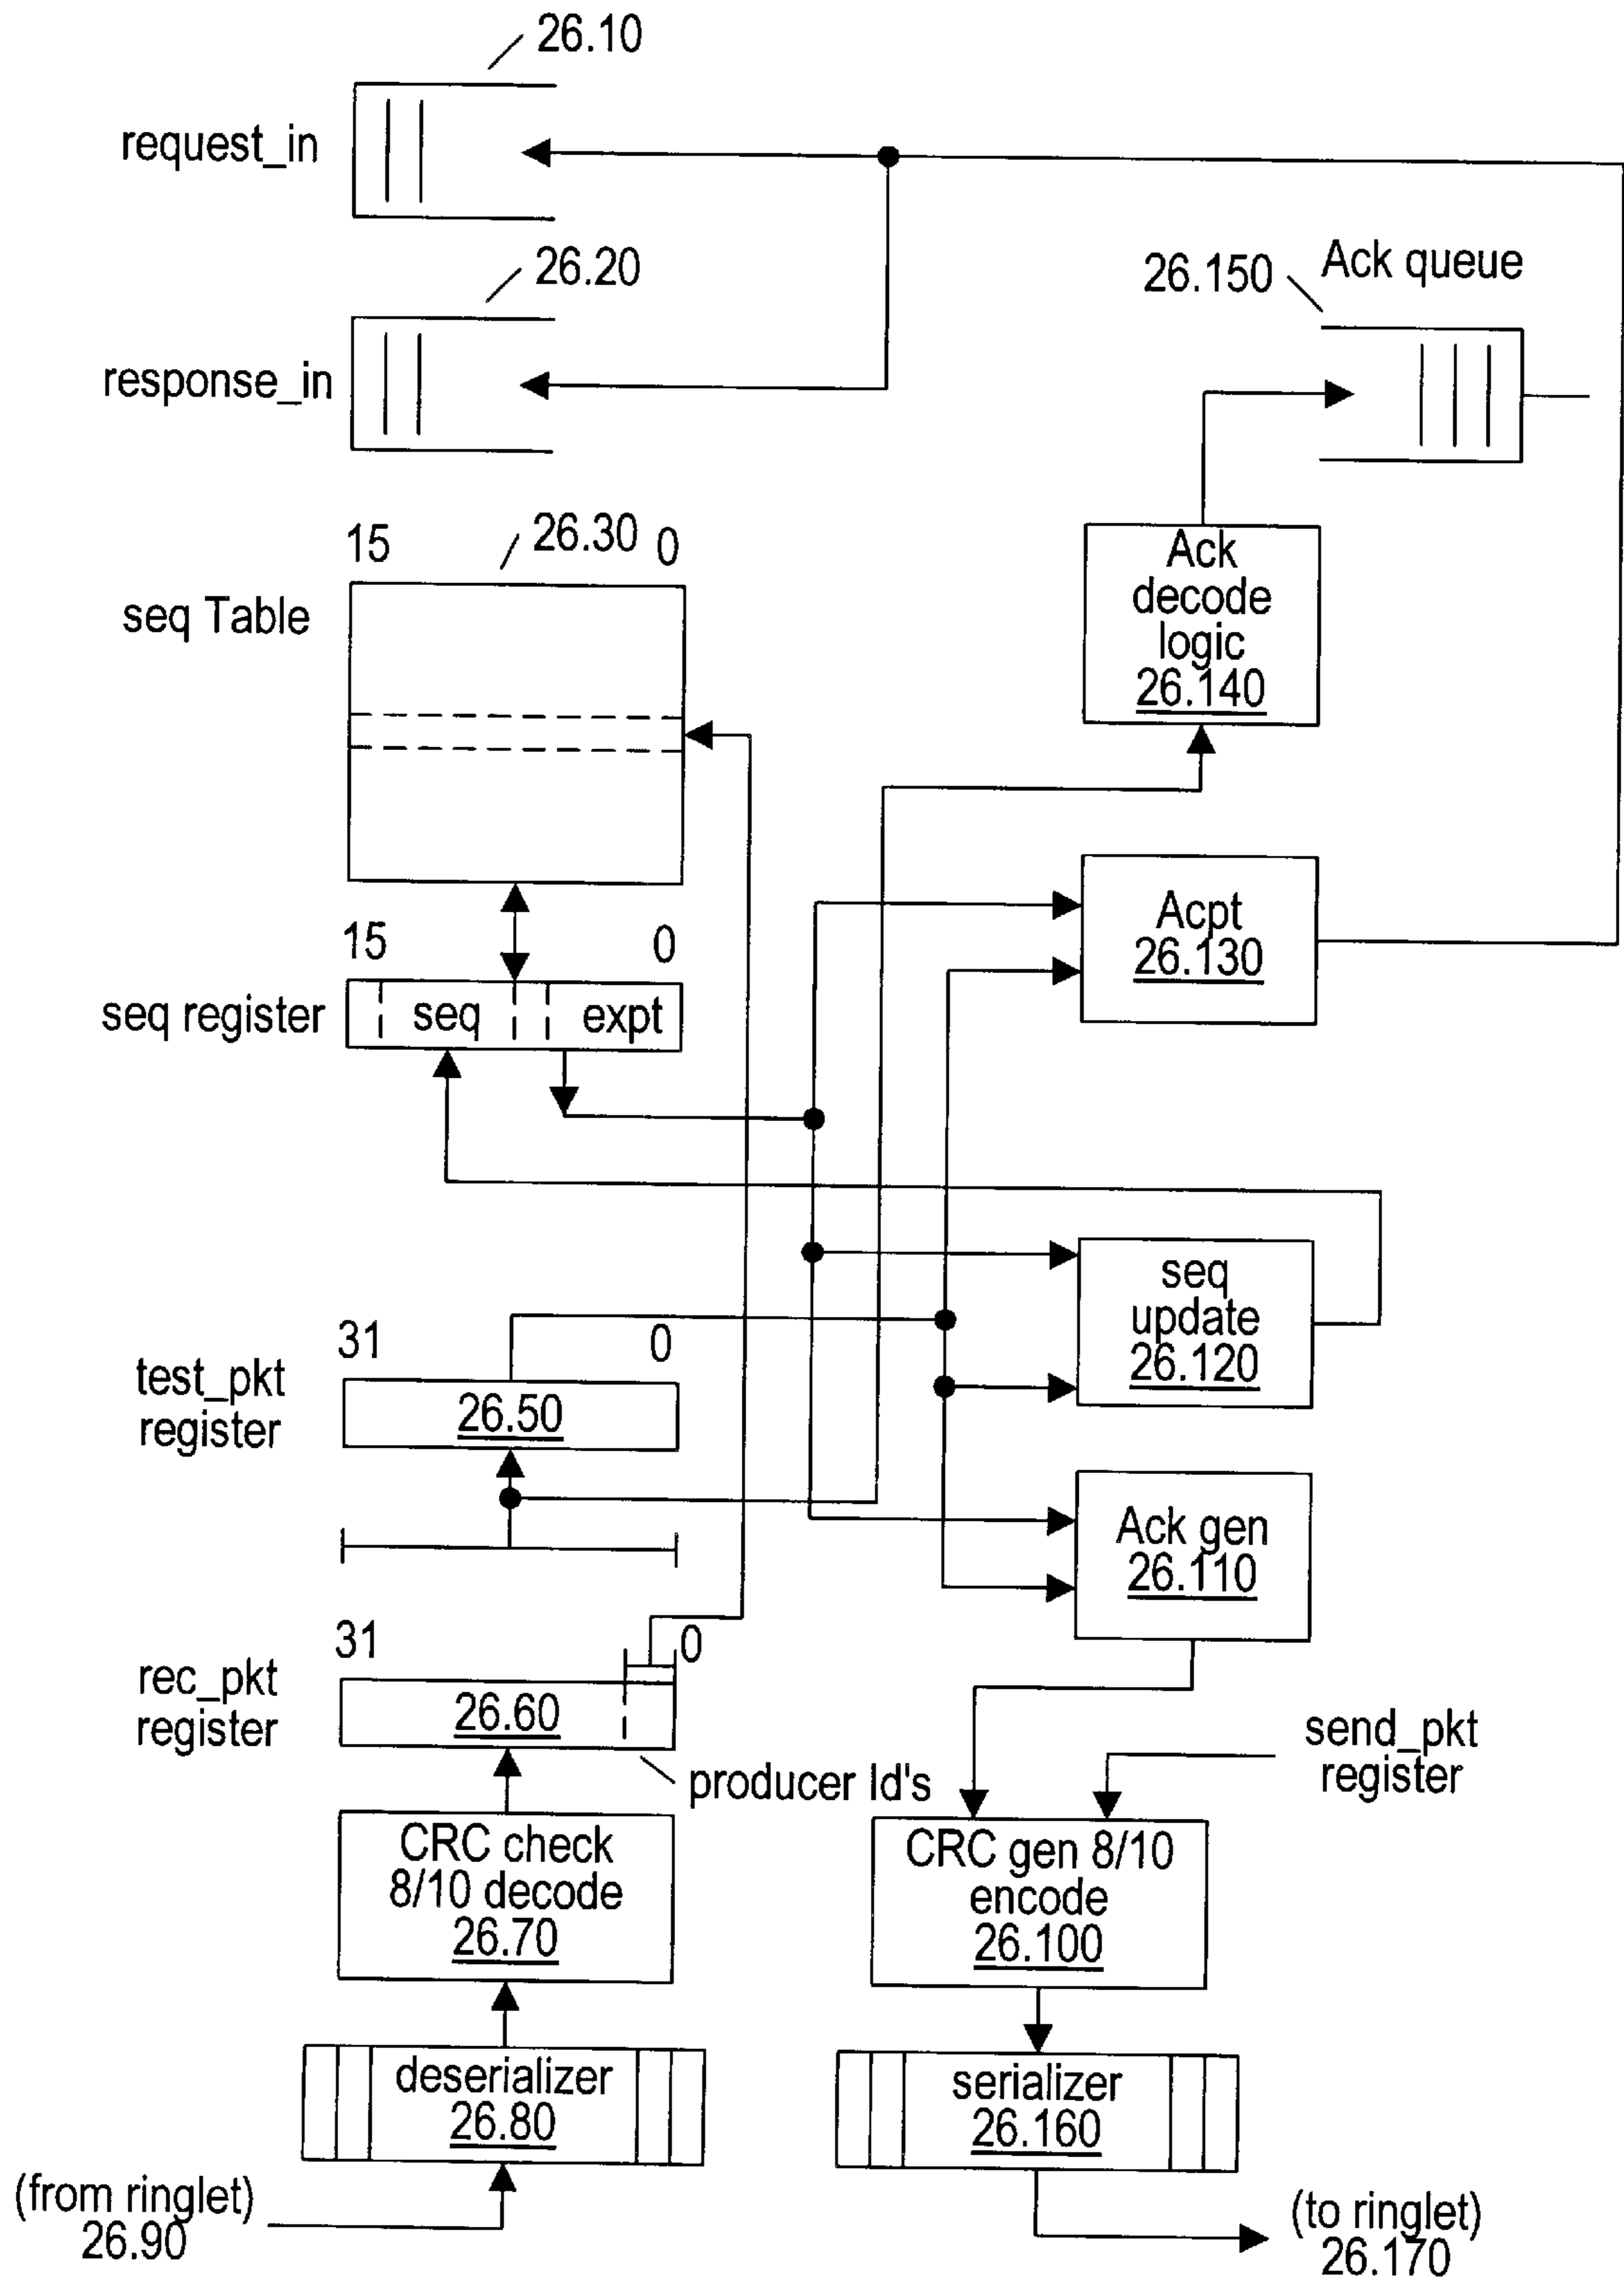 26.10
request_in
26.20
response_in
26.150
Ack queue
15
26.30
0
seq Table
Ack
decode
logic
26.140
15
0
seq register
seq
expt
Acpt
26.130
31
0
test_pkt
register
26.50
seq
update
26.120
Ack gen
26.110
31
0
rec_pkt
register
26.60
producer Id's
send_pkt
register
CRC check
8/10 decode
26.70
CRC gen 8/10
encode
26.100
deserializer
26.80
serializer
26.160
(from ringlet)
26.90
(to ringlet)
26.170